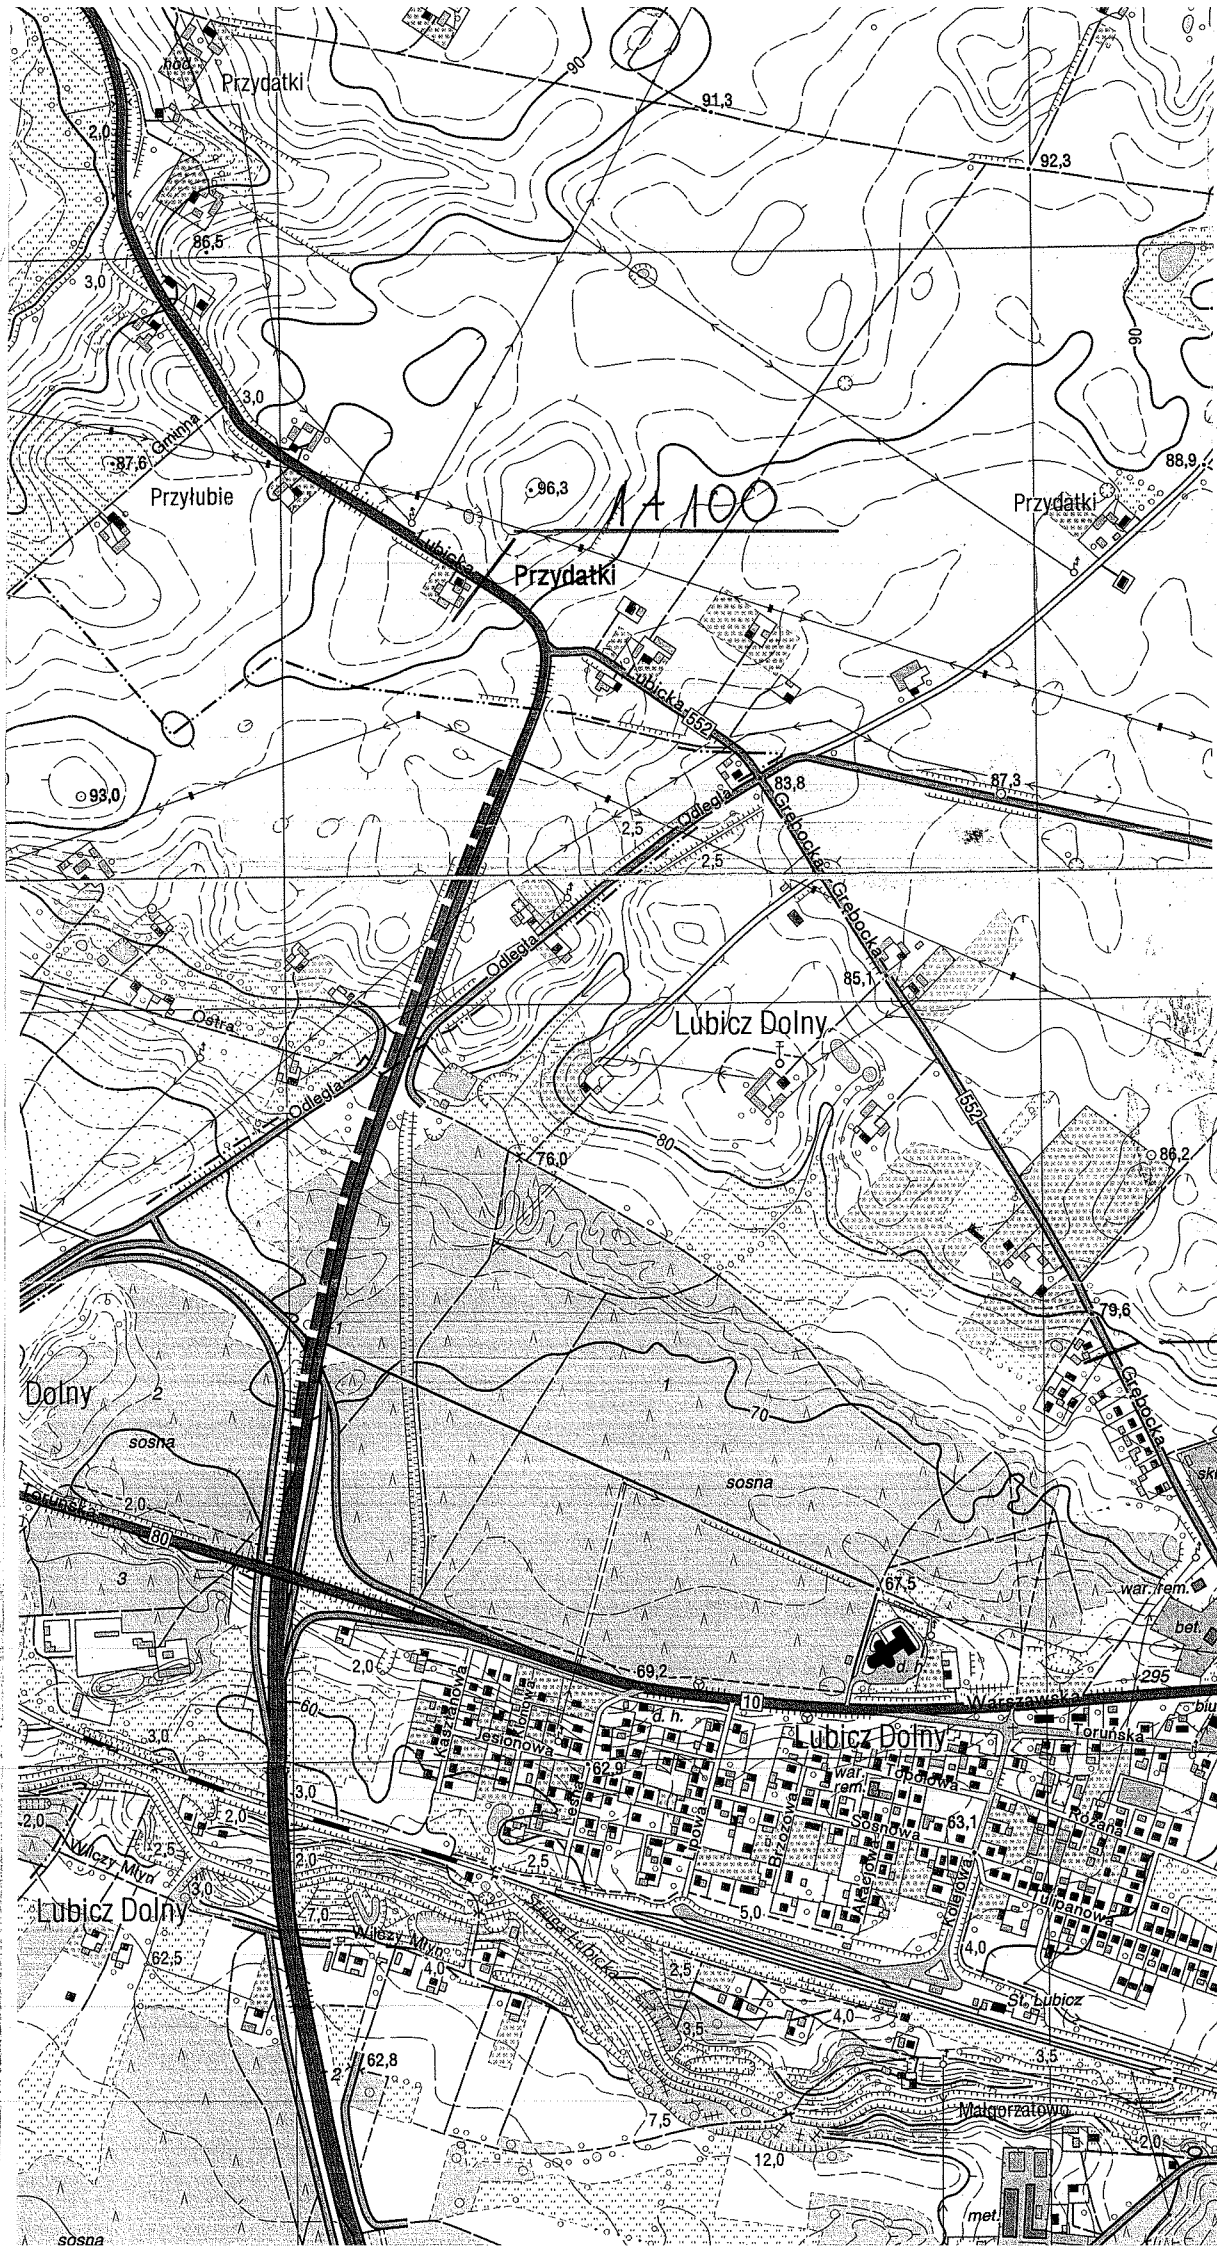 hod.
Przydatki
90
91,3
2,0
92,3
86,5
3,0
90
3,0
Gminna
87,6
88,9
Przyłubie
96,3
1+100
Przydatki
Lubicka
Przydatki
Lubicka
552
93,0
83,8
87,3
Odległa
2,5
Grębocka
2,5
Grębocka
Odległa
85,1
Ostra
Lubicz Dolny
Odległa
552
80
76,0
86,2
79,6
1
Dolny
2
1
70
Grębocka
sosna
sosna
Toruńska
2,0
80
3
67,5
war. rem.
bet.
d. h.
2,0
69,2
295
10
Warszawska
60
Kasztanowa
d. h.
Toruńska
Jesionowa
Lubicz Dolny
3,0
62,9
war.
rem.
Topolowa
3,0
Sosnowa
63,1
Różana
2,0
2,0
Lipowa
Brzozowa
2,5
Wilczy Młyn
2,0
2,5
Kolejowa
Tulipanowa
3,0
Lubicz Dolny
7,0
5,0
Wilczy Młyn
Struga Lubicka
62,5
4,0
4,0
2,5
St. Lubicz
4,0
3,5
3,5
62,8
2
7,5
Małgorzatowo
2,0
12,0
met.
sosna